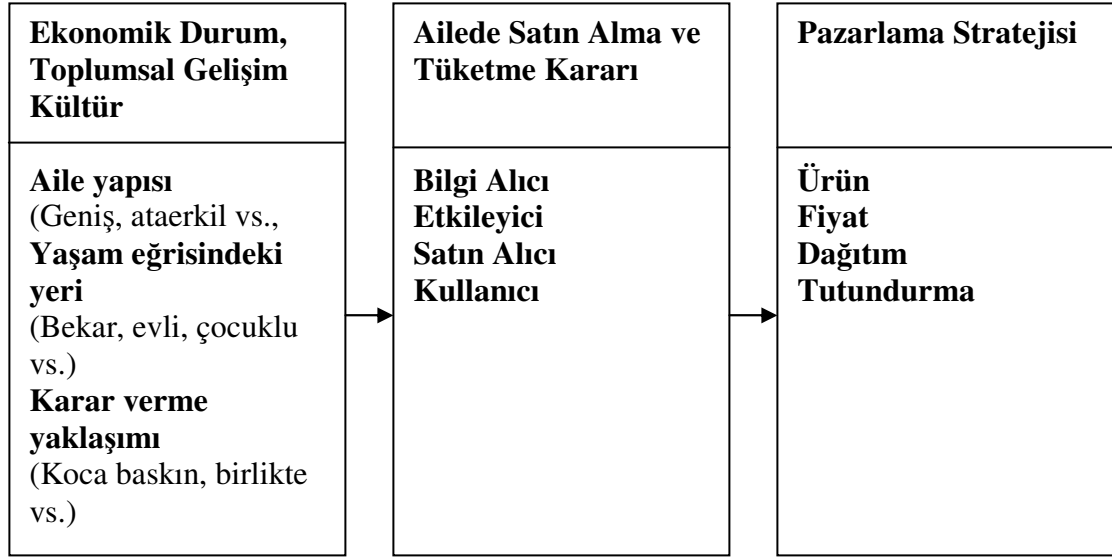 Ekonomik Durum,
Toplumsal Gelişim
Kültür
Aile yapısı
(Geniş, ataerkil vs.,
Yaşam eğrisindeki
yeri
(Bekar, evli, çocuklu
vs.)
Karar verme
yaklaşımı
(Koca baskın, birlikte
vs.)
Ailede Satın Alma ve
Tüketme Kararı
Bilgi Alıcı
Etkileyici
Satın Alıcı
Kullanıcı
Pazarlama Stratejisi
Ürün
Fiyat
Dağıtım
Tutundurma